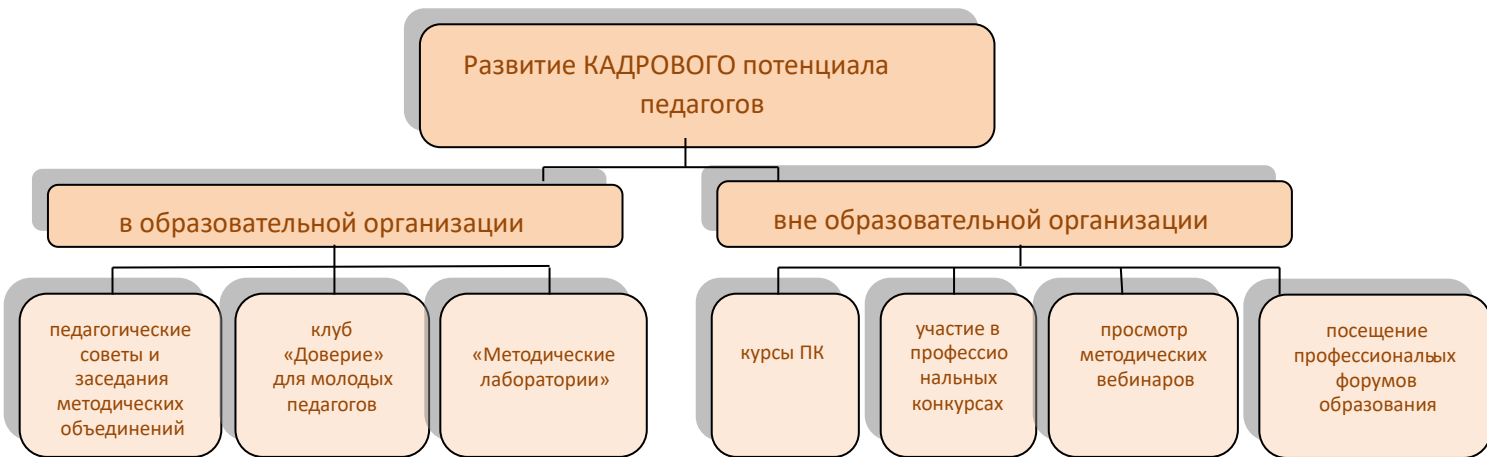 Развитие КАДРОВОГО потенциала
педагогов
в образовательной организации
вне образовательной организации
педагогические
советы и
заседания
методических
объединений
клуб
«Доверие»
для молодых
педагогов
«Методические
лаборатории»
курсы ПК
участие в
профессио
нальных
конкурсах
просмотр
методических
вебинаров
посещение
профессиональных
форумов
образования